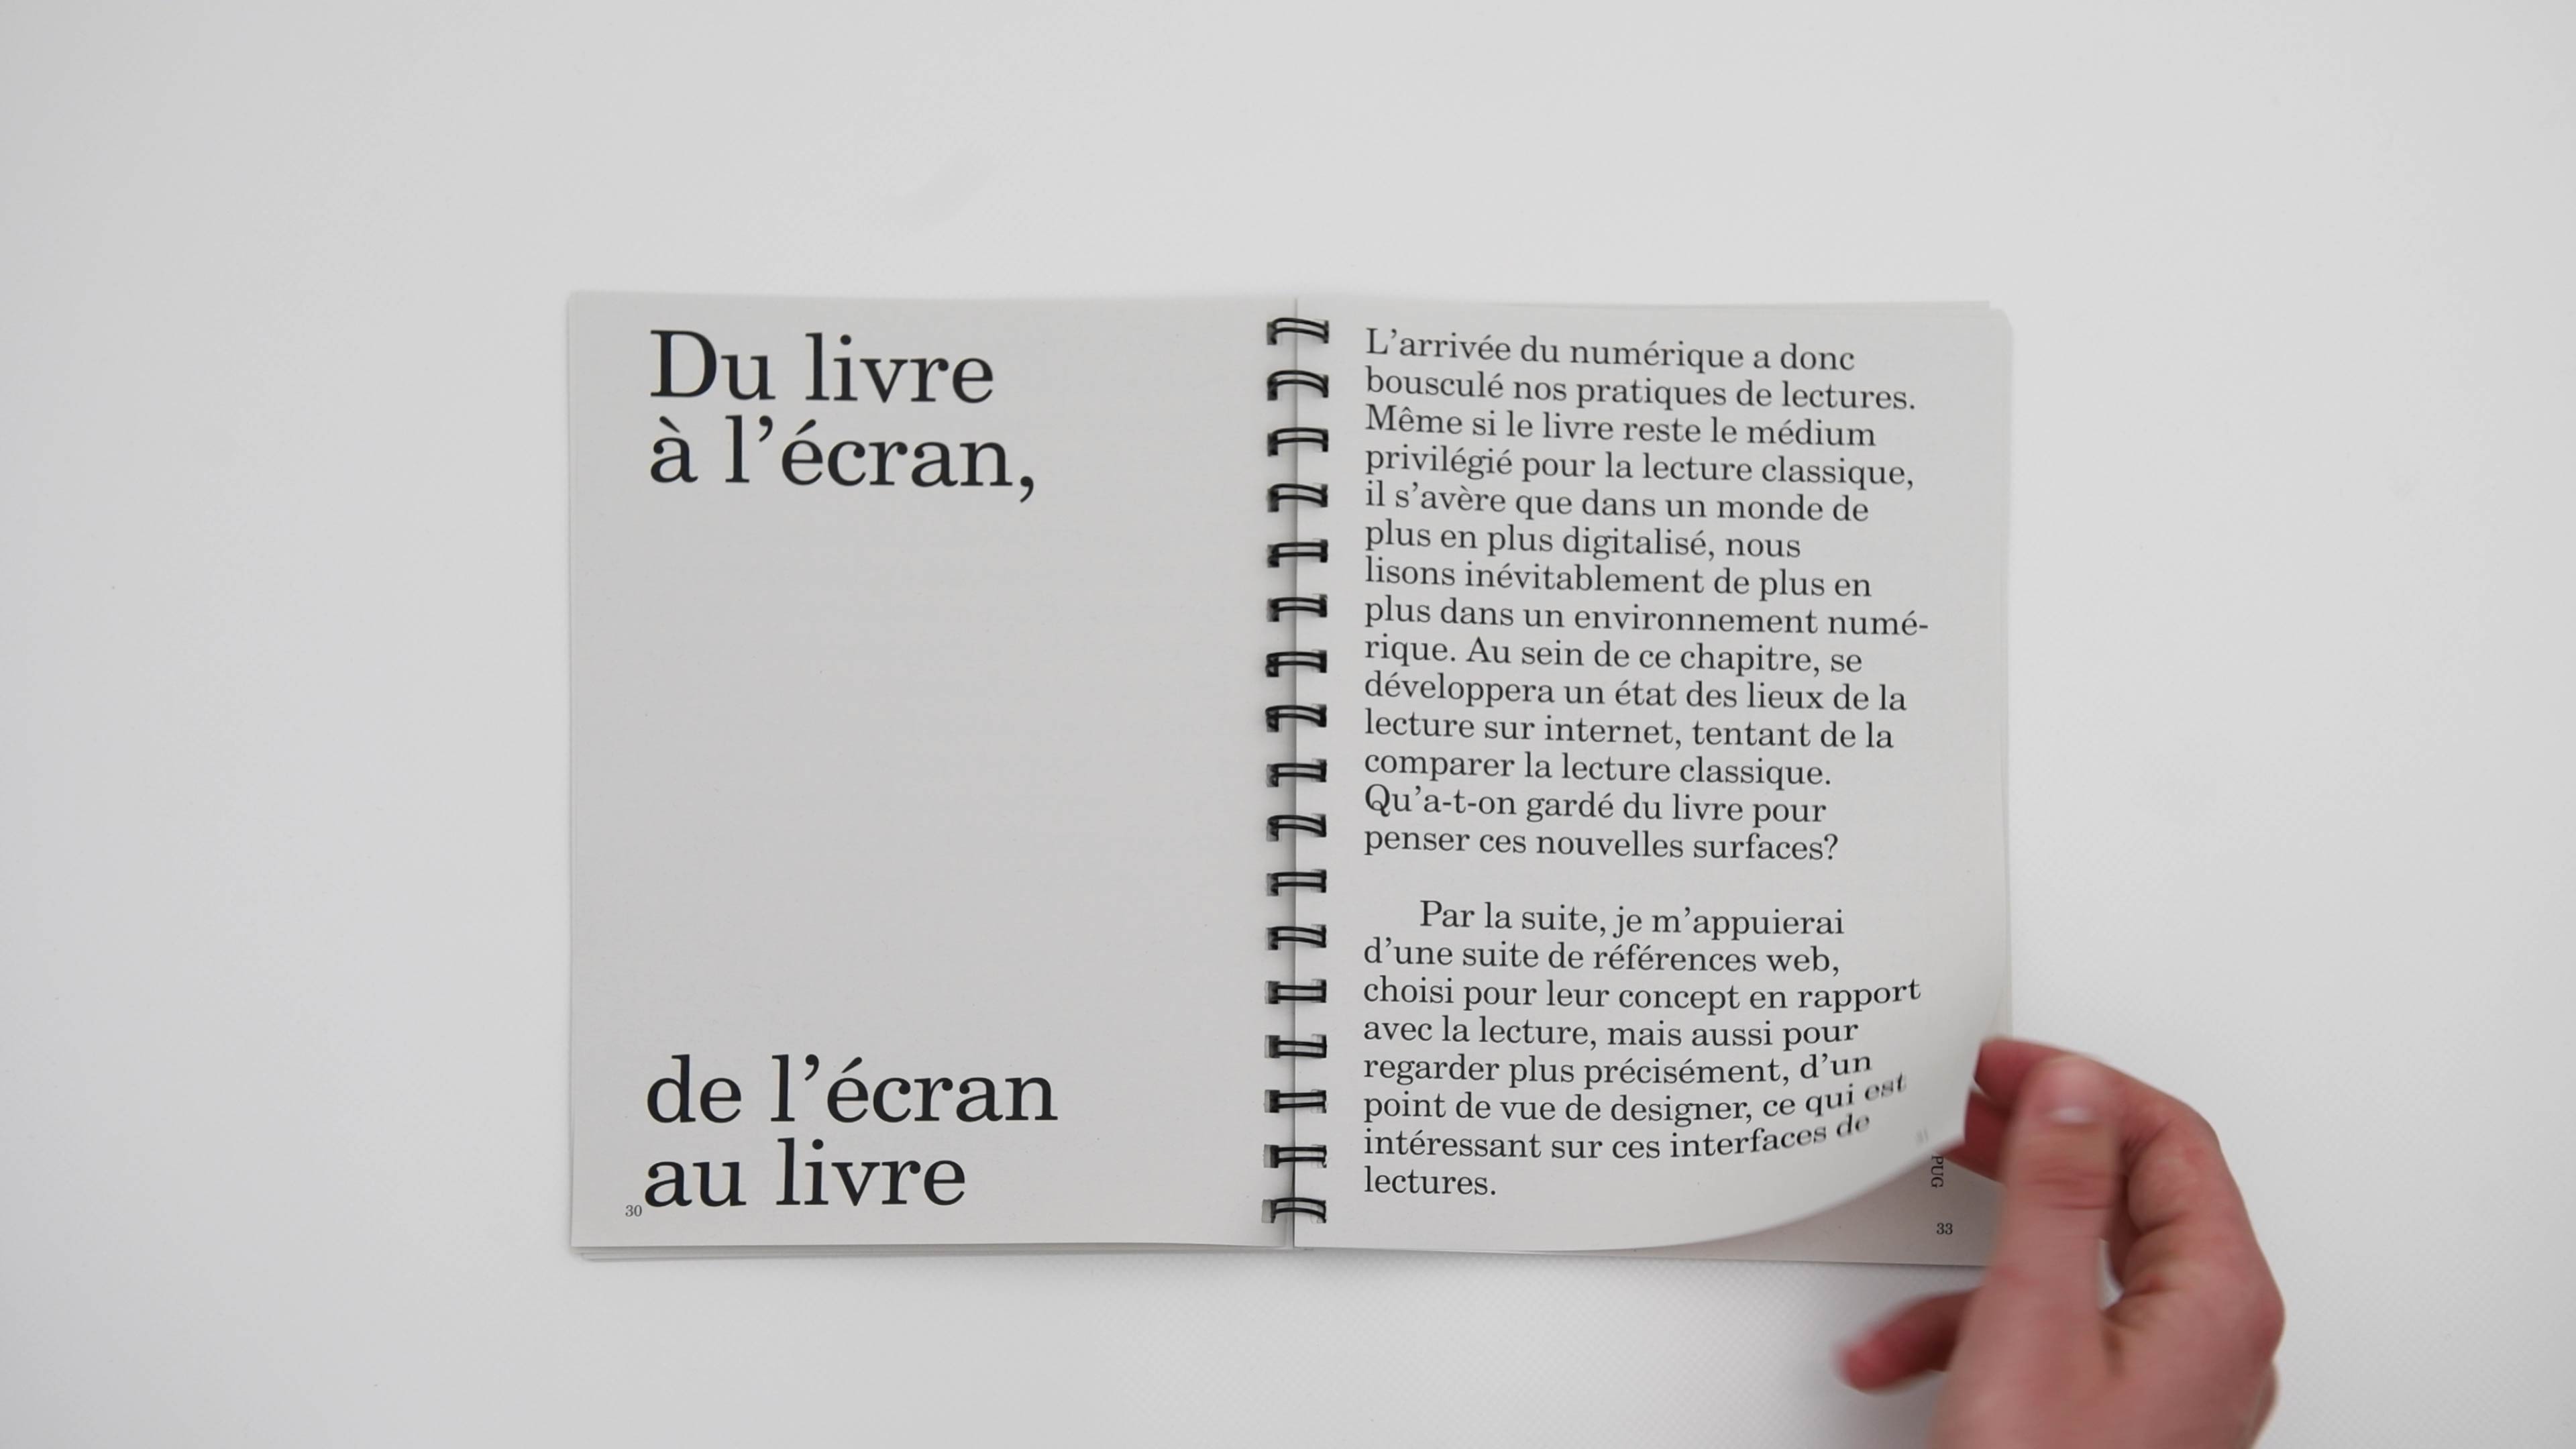 Du livre
à l’écran,
de l’écran
au livre
30
L’arrivée du numérique a donc
bousculé nos pratiques de lectures.
Même si le livre reste le médium
privilégié pour la lecture classique,
il s’avère que dans un monde de
plus en plus digitalisé, nous
lisons inévitablement de plus en
plus dans un environnement numé-
rique. Au sein de ce chapitre, se
développera un état des lieux de la
lecture sur internet, tentant de la
comparer la lecture classique.
Qu’a-t-on gardé du livre pour
penser ces nouvelles surfaces?
Par la suite, je m’appuierai
d’une suite de références web,
choisi pour leur concept en rapport
avec la lecture, mais aussi pour
regarder plus précisément, d’un
point de vue de designer, ce qui est
intéressant sur ces interfaces de
lectures.
31
PUG
33